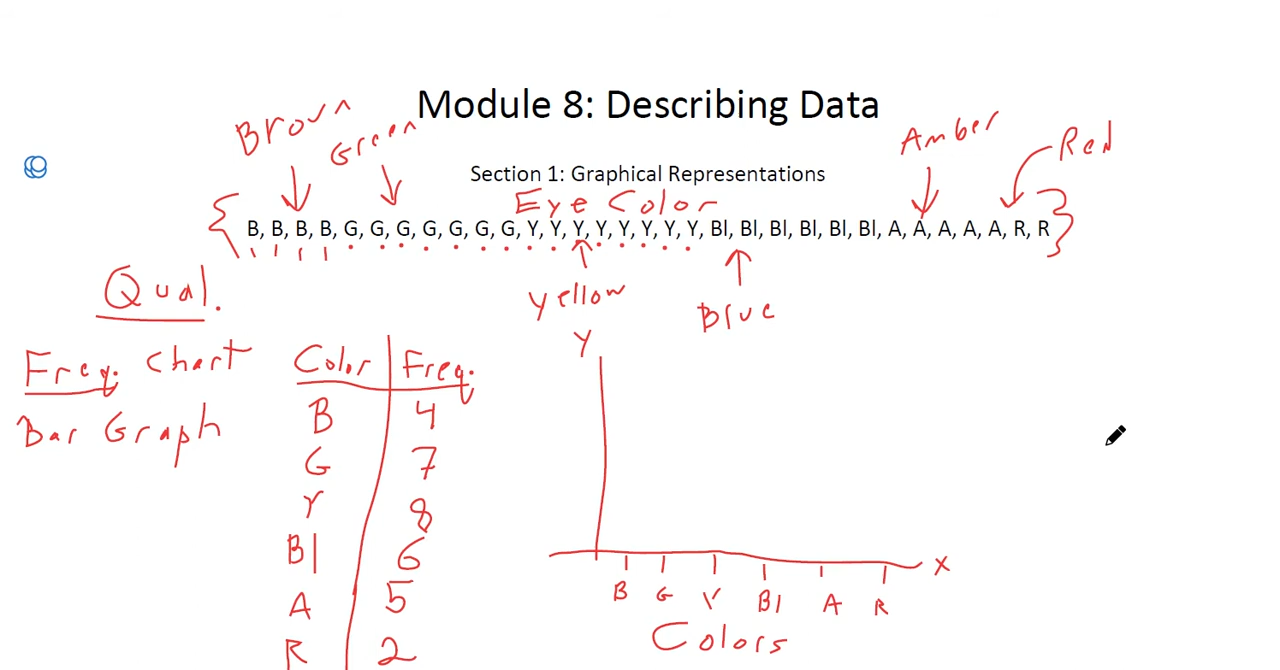 Module 8: Describing Data
Brown
Green
Amber
Red
Section 1: Graphical Representations
Eye Color
{B, B, B, B, G, G, G, G, G, G, G, Y, Y, Y, Y, Y, Y, Y, Y, Bl, Bl, Bl, Bl, Bl, Bl, A, A, A, A, A, R, R}
Qual.
Yellow
Blue
Freq. Chart
Bar Graph
Color Freq.
B 4
G 7
Y 8
Bl 6
A 5
R 2
Y
X
B G Y Bl A R
Colors